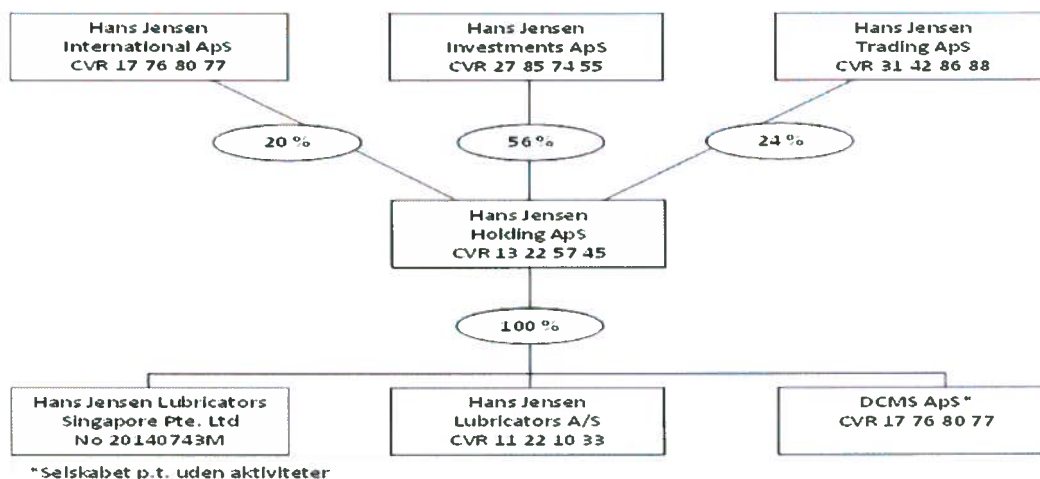 Hans Jensen
International ApS
CVR 17 76 80 77
Hans Jensen
Investments ApS
CVR 27 85 74 55
Hans Jensen
Trading ApS
CVR 31 42 86 88
20 %
56 %
24 %
Hans Jensen
Holding ApS
CVR 13 22 57 45
100 %
Hans Jensen Lubricators
Singapore Pte. Ltd
No 20140743M
Hans Jensen
Lubricators A/S
CVR 11 22 10 33
DCMS ApS*
CVR 17 76 80 77
*Selskabet p.t. uden aktiviteter